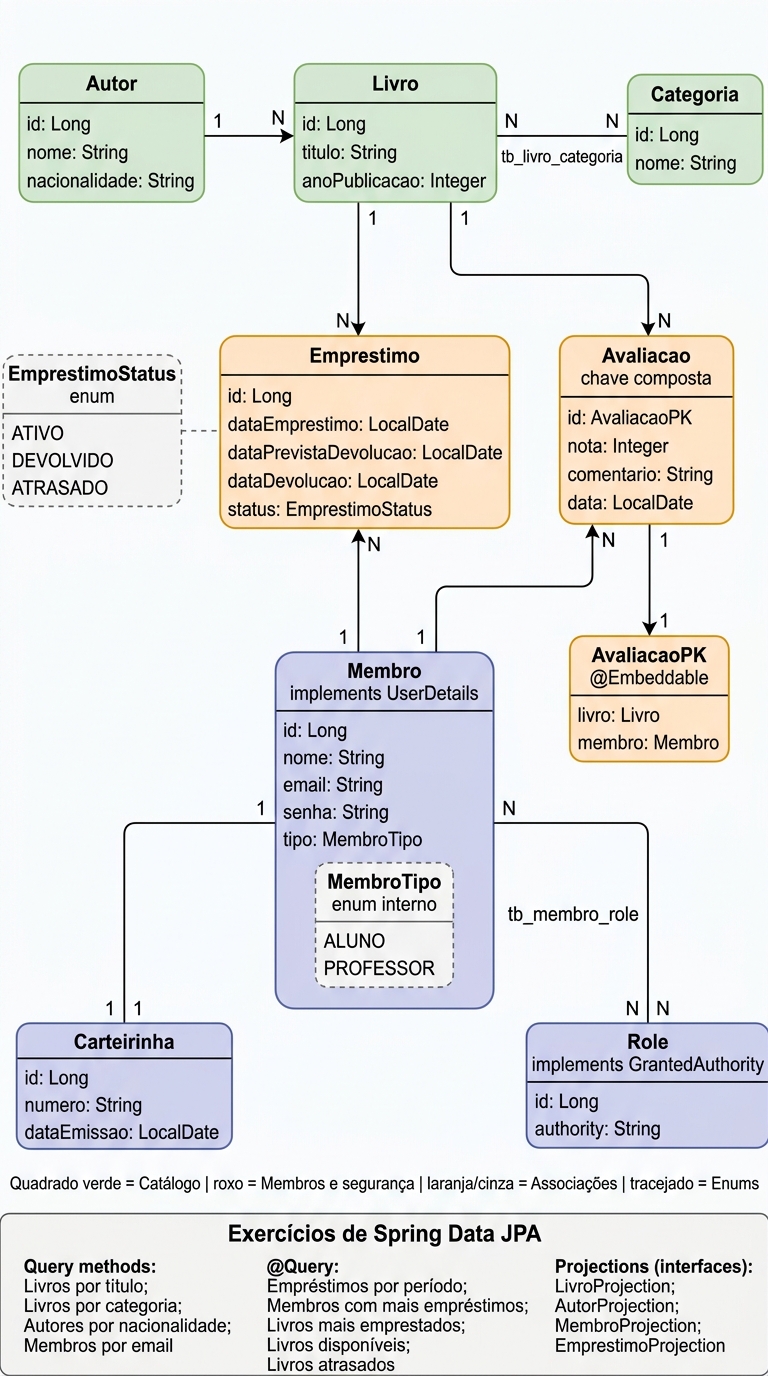 Autor
id: Long
nome: String
nacionalidade: String
1
N
Livro
id: Long
titulo: String
anoPublicacao: Integer
N
N
tb_livro_categoria
Categoria
id: Long
nome: String
1
1
N
N
EmprestimoStatus
enum
ATIVO
DEVOLVIDO
ATRASADO
Emprestimo
id: Long
dataEmprestimo: LocalDate
dataPrevistaDevolucao: LocalDate
dataDevolucao: LocalDate
status: EmprestimoStatus
Avaliacao
chave composta
id: AvaliacaoPK
nota: Integer
comentario: String
data: LocalDate
N
N
1
1
1
1
AvaliacaoPK
@Embeddable
livro: Livro
membro: Membro
Membro
implements UserDetails
id: Long
nome: String
email: String
senha: String
tipo: MembroTipo
MembroTipo
enum interno
ALUNO
PROFESSOR
1
N
tb_membro_role
1
1
N
N
Carteirinha
id: Long
numero: String
dataEmissao: LocalDate
Role
implements GrantedAuthority
id: Long
authority: String
Quadrado verde = Catálogo | roxo = Membros e segurança | laranja/cinza = Associações | tracejado = Enums
Exercícios de Spring Data JPA
Query methods:
Livros por titulo;
Livros por categoria;
Autores por nacionalidade;
Membros por email
@Query:
Empréstimos por período;
Membros com mais empréstimos;
Livros mais emprestados;
Livros disponíveis;
Livros atrasados
Projections (interfaces):
LivroProjection;
AutorProjection;
MembroProjection;
EmprestimoProjection